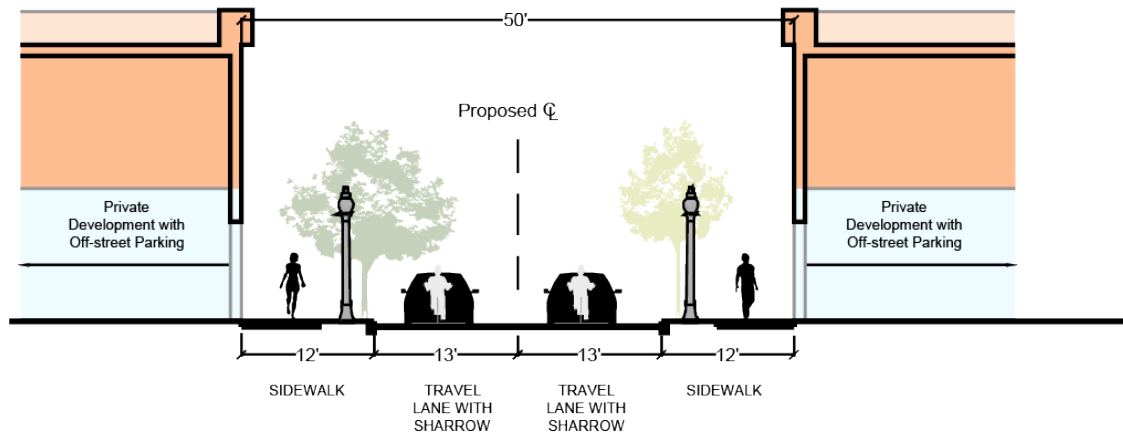 50'
Proposed ℄
Private
Development with
Off-street Parking
Private
Development with
Off-street Parking
12'
13'
13'
12'
SIDEWALK
TRAVEL
LANE WITH
SHARROW
TRAVEL
LANE WITH
SHARROW
SIDEWALK